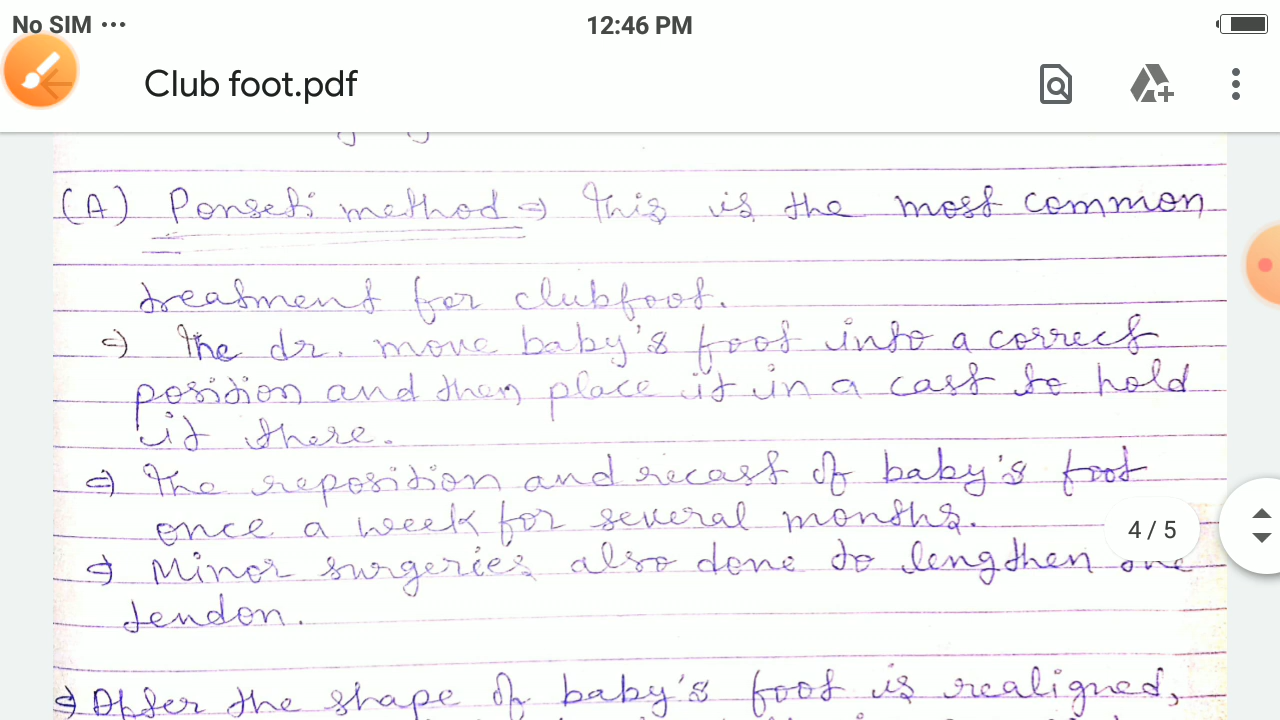 No SIM ...
12:46 PM
Club foot.pdf
(A) Ponseti method ⇒ This is the most common
treatment for clubfoot.
⇒ The dr. move baby's foot into a correct
position and then place it in a cast to hold
it there.
⇒ The reposition and recast of baby's foot
once a week for several months.
4 / 5
⇒ Minor surgeries also done to lengthen one
tendon.
⇒ After the shape of baby's foot is realigned,